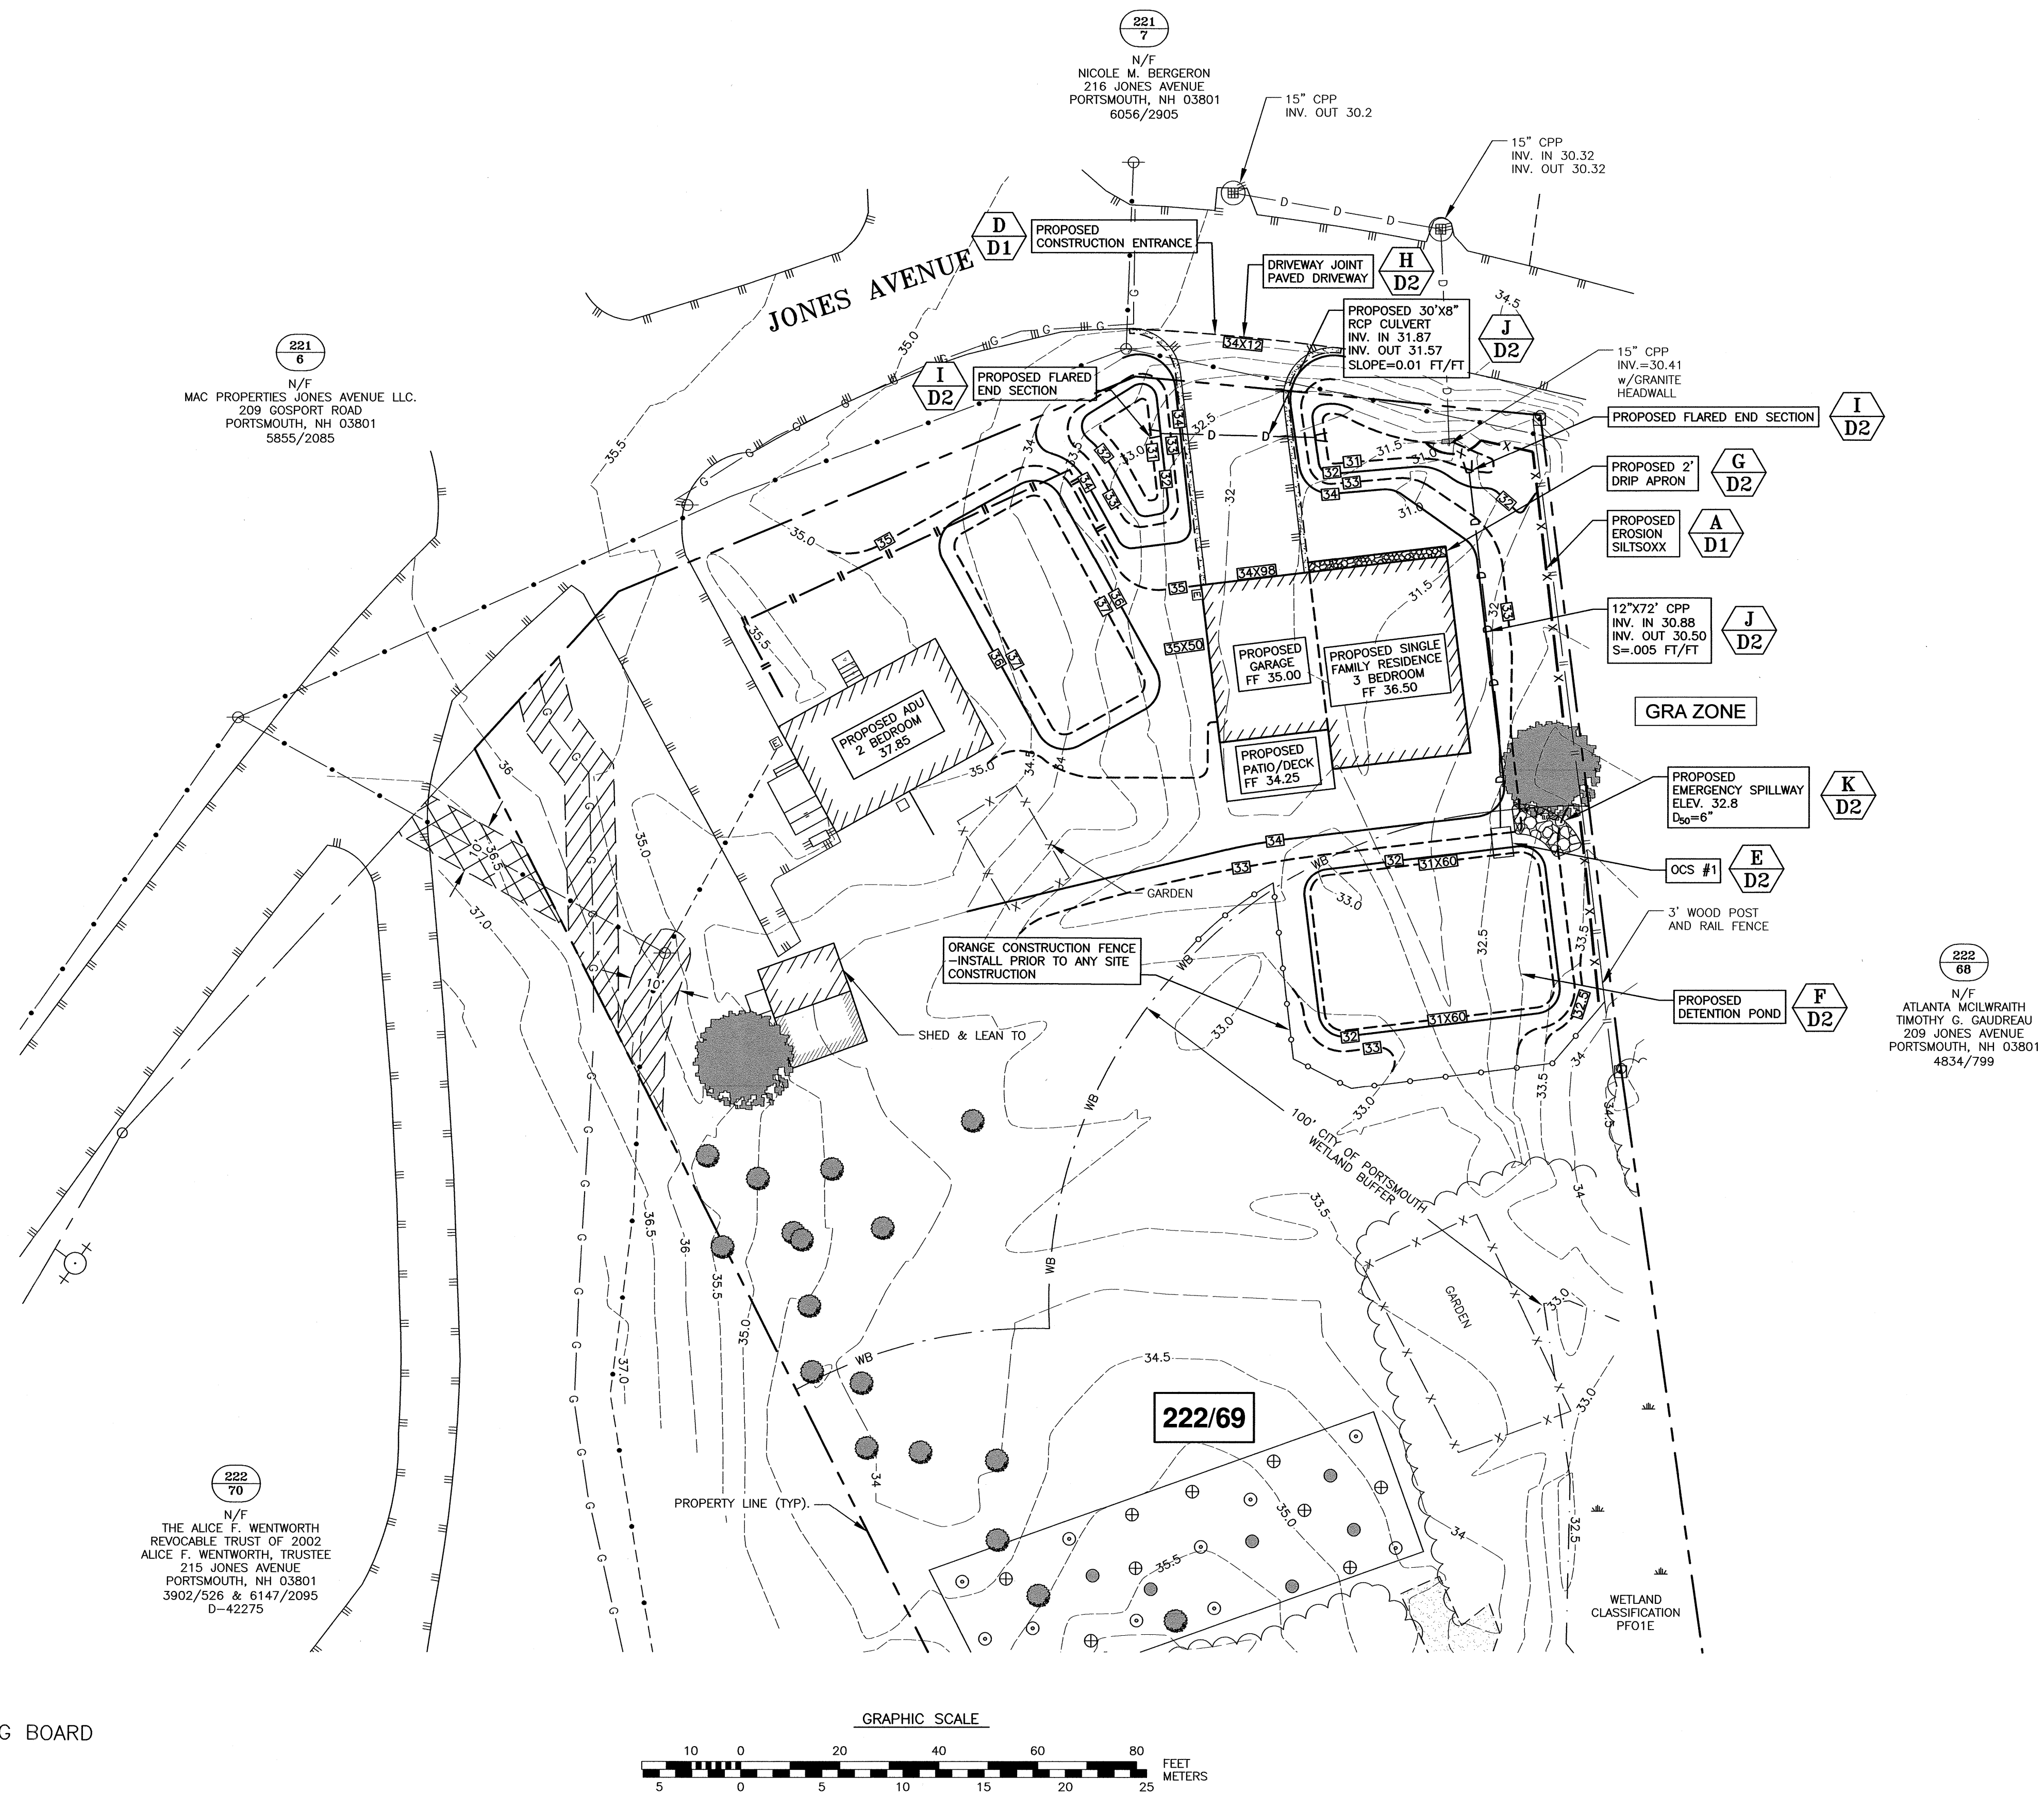 221
7
N/F
NICOLE M. BERGERON
216 JONES AVENUE
PORTSMOUTH, NH 03801
6056/2905
15" CPP
INV. OUT 30.2
15" CPP
INV. IN 30.32
INV. OUT 30.32
D
D1
PROPOSED
CONSTRUCTION ENTRANCE
DRIVEWAY JOINT
PAVED DRIVEWAY
H
D2
JONES AVENUE
PROPOSED 30'X8"
RCP CULVERT
INV. IN 31.87
INV. OUT 31.57
SLOPE=0.01 FT/FT
J
D2
34.5
34X12
221
6
N/F
MAC PROPERTIES JONES AVENUE LLC.
209 GOSPORT ROAD
PORTSMOUTH, NH 03801
5855/2085
I
D2
PROPOSED FLARED
END SECTION
15" CPP
INV.=30.41
w/GRANITE
HEADWALL
PROPOSED FLARED END SECTION
I
D2
PROPOSED 2'
DRIP APRON
G
D2
PROPOSED
EROSION
SILTSOXX
A
D1
12"X72' CPP
INV. IN 30.88
INV. OUT 30.50
S=.005 FT/FT
J
D2
34X98
35X50
PROPOSED
GARAGE
FF 35.00
PROPOSED SINGLE
FAMILY RESIDENCE
3 BEDROOM
FF 36.50
GRA ZONE
PROPOSED ADU
2 BEDROOM
37.85
PROPOSED
PATIO/DECK
FF 34.25
PROPOSED
EMERGENCY SPILLWAY
ELEV. 32.8
D50=6"
K
D2
OCS #1
E
D2
31X60
GARDEN
3' WOOD POST
AND RAIL FENCE
ORANGE CONSTRUCTION FENCE
-INSTALL PRIOR TO ANY SITE
CONSTRUCTION
222
68
N/F
ATLANTA MCILWRAITH
TIMOTHY G. GAUDREAU
209 JONES AVENUE
PORTSMOUTH, NH 03801
4834/799
PROPOSED
DETENTION POND
F
D2
31X60
SHED & LEAN TO
100' CITY OF PORTSMOUTH
WETLAND BUFFER
GARDEN
222/69
PROPERTY LINE (TYP).
222
70
N/F
THE ALICE F. WENTWORTH
REVOCABLE TRUST OF 2002
ALICE F. WENTWORTH, TRUSTEE
215 JONES AVENUE
PORTSMOUTH, NH 03801
3902/526 & 6147/2095
D-42275
WETLAND
CLASSIFICATION
PFO1E
G BOARD
GRAPHIC SCALE
10 0 20 40 60 80
FEET
METERS
5 0 5 10 15 20 25